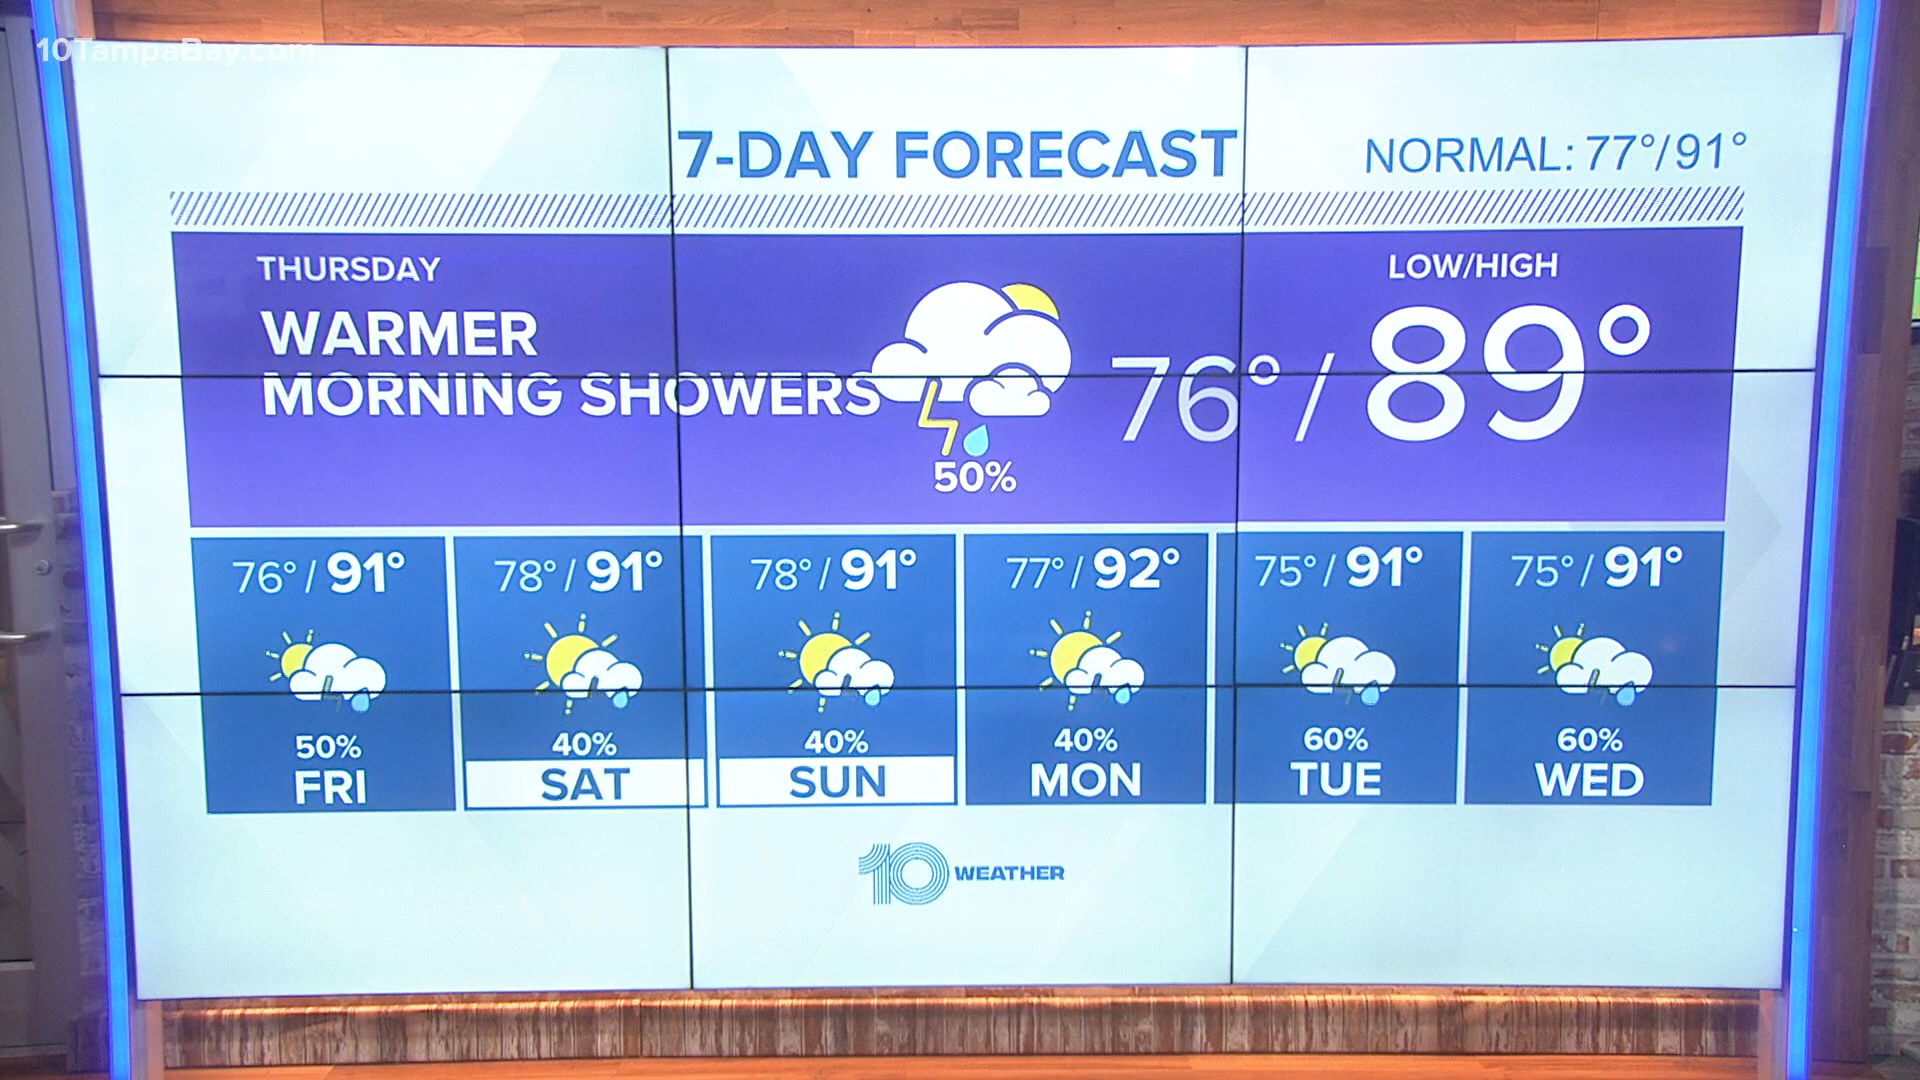 10TampaBay.com
7-DAY FORECAST
NORMAL: 77°/91°
THURSDAY
WARMER
MORNING SHOWERS
50%
LOW/HIGH
76°/89°
76°/91°
50%
FRI
78°/91°
40%
SAT
78°/91°
40%
SUN
77°/92°
40%
MON
75°/91°
60%
TUE
75°/91°
60%
WED
10 WEATHER